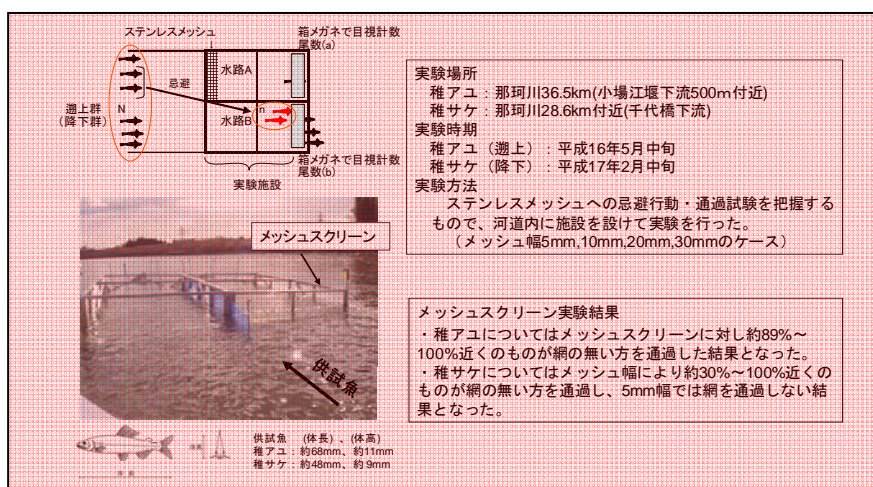 ステンレスメッシュ
箱メガネで目視計数
尾数(a)
水路A
忌避
遡上群
(降下群)
N
n
水路B
箱メガネで目視計数
尾数(b)
実験施設
メッシュスクリーン
供試魚
供試魚 (体長)、(体高)
稚アユ:約68mm、約11mm
稚サケ:約48mm、約9mm
実験場所
稚アユ:那珂川36.5km(小場江堰下流500m付近)
稚サケ:那珂川28.6km付近(千代橋下流)
実験時期
稚アユ(遡上):平成16年5月中旬
稚サケ(降下):平成17年2月中旬
実験方法
ステンレスメッシュへの忌避行動・通過試験を把握する
もので、河道内に施設を設けて実験を行った。
(メッシュ幅5mm,10mm,20mm,30mmのケース)
メッシュスクリーン実験結果
・稚アユについてはメッシュスクリーンに対し約89%~
100%近くのものが網の無い方を通過した結果となった。
・稚サケについてはメッシュ幅により約30%~100%近くの
ものが網の無い方を通過し、5mm幅では網を通過しない結
果となった。